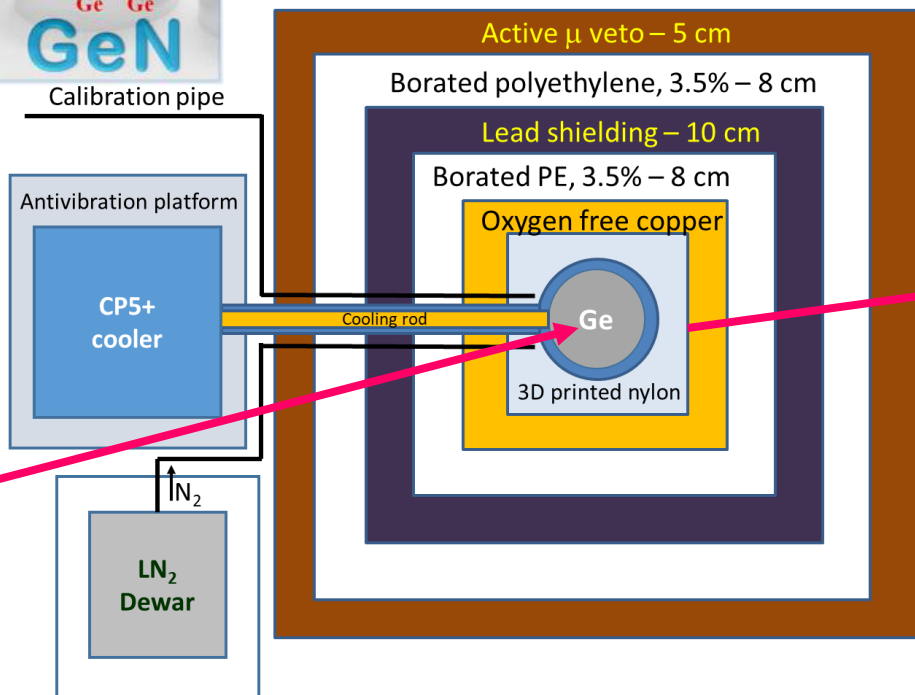 Ge Ge
GeN
Calibration pipe
Active μ veto – 5 cm
Borated polyethylene, 3.5% – 8 cm
Lead shielding – 10 cm
Borated PE, 3.5% – 8 cm
Oxygen free copper
Antivibration platform
CP5+
cooler
Cooling rod
Ge
3D printed nylon
N₂
LN₂
Dewar